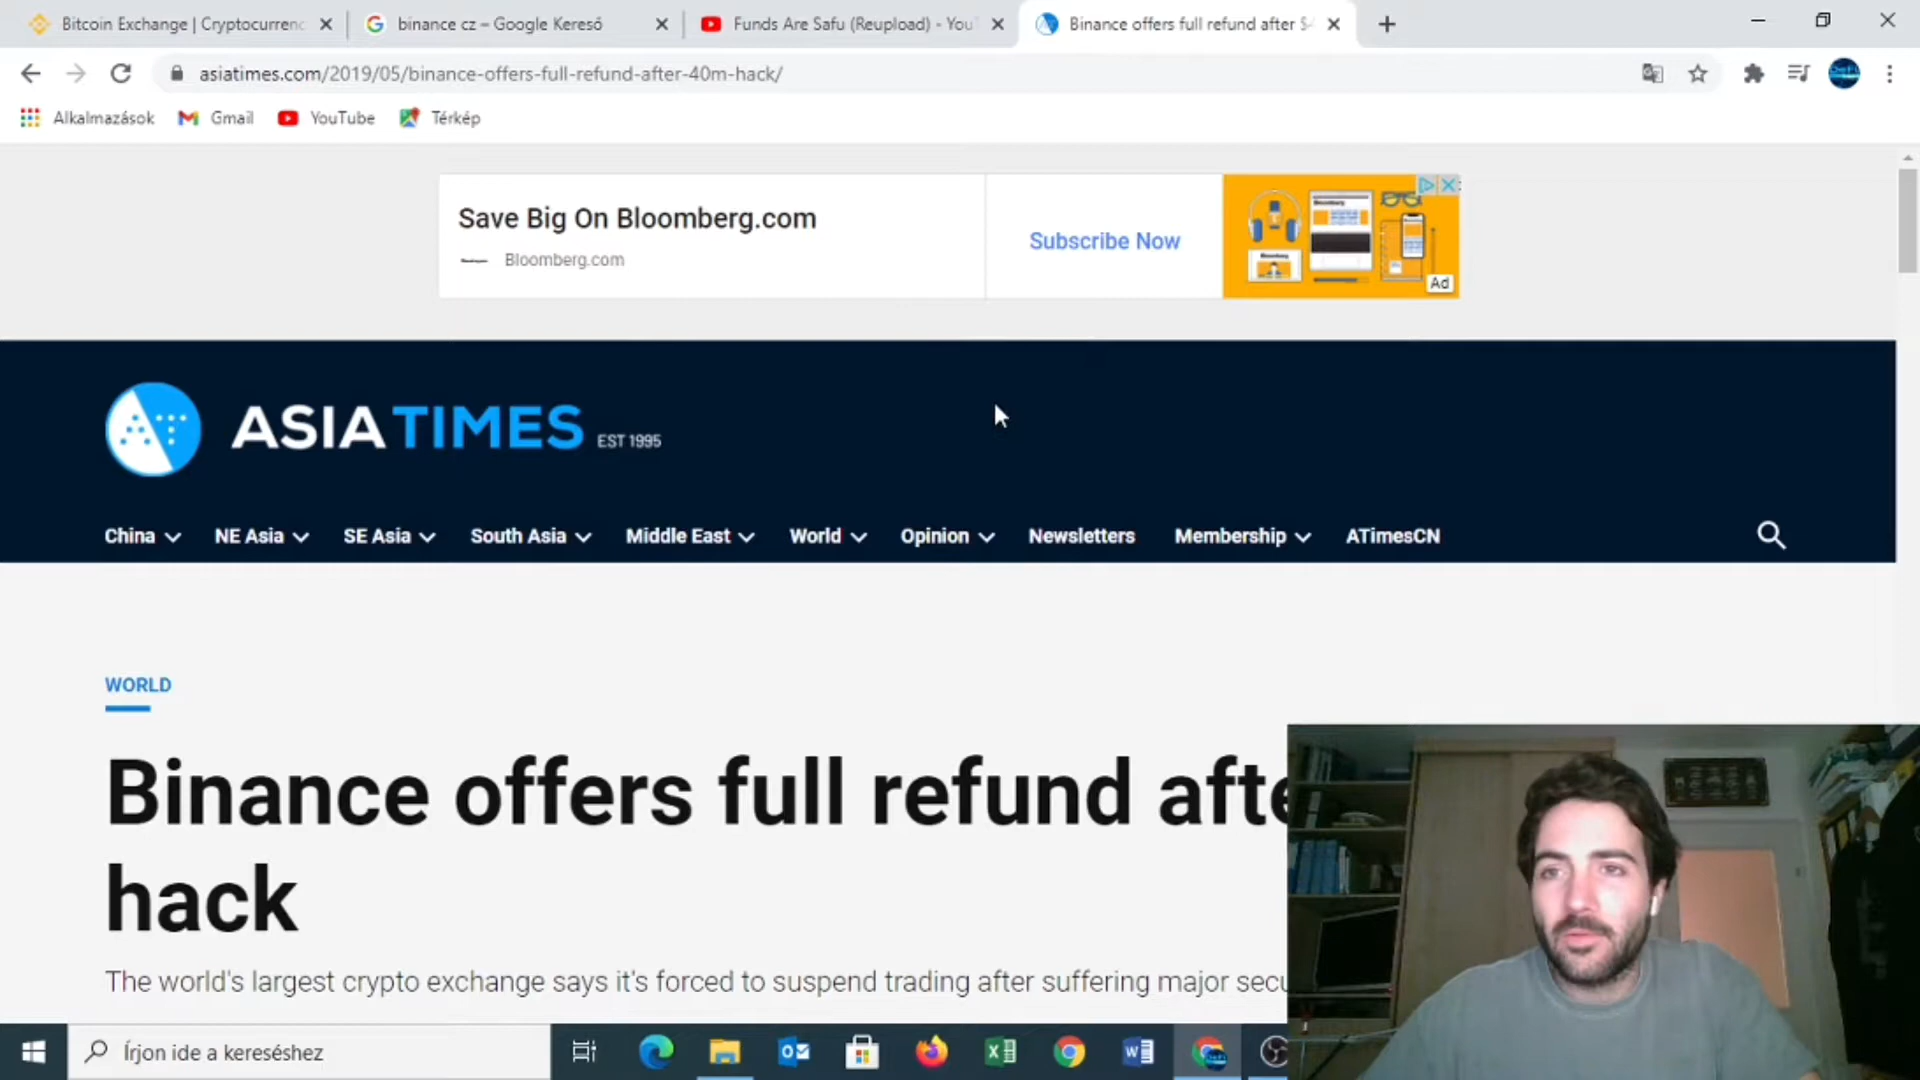 Bitcoin Exchange | Cryptocurrenc
binance cz – Google Kereső
Funds Are Safu (Reupload) - You
Binance offers full refund after $
asiatimes.com/2019/05/binance-offers-full-refund-after-40m-hack/
Alkalmazások
Gmail
YouTube
Térkép
Save Big On Bloomberg.com
Bloomberg.com
Subscribe Now
Ad
ASIA TIMES EST 1995
China
NE Asia
SE Asia
South Asia
Middle East
World
Opinion
Newsletters
Membership
ATimesCN
WORLD
Binance offers full refund afte
hack
The world's largest crypto exchange says it's forced to suspend trading after suffering major secu
Írjon ide a kereséshez